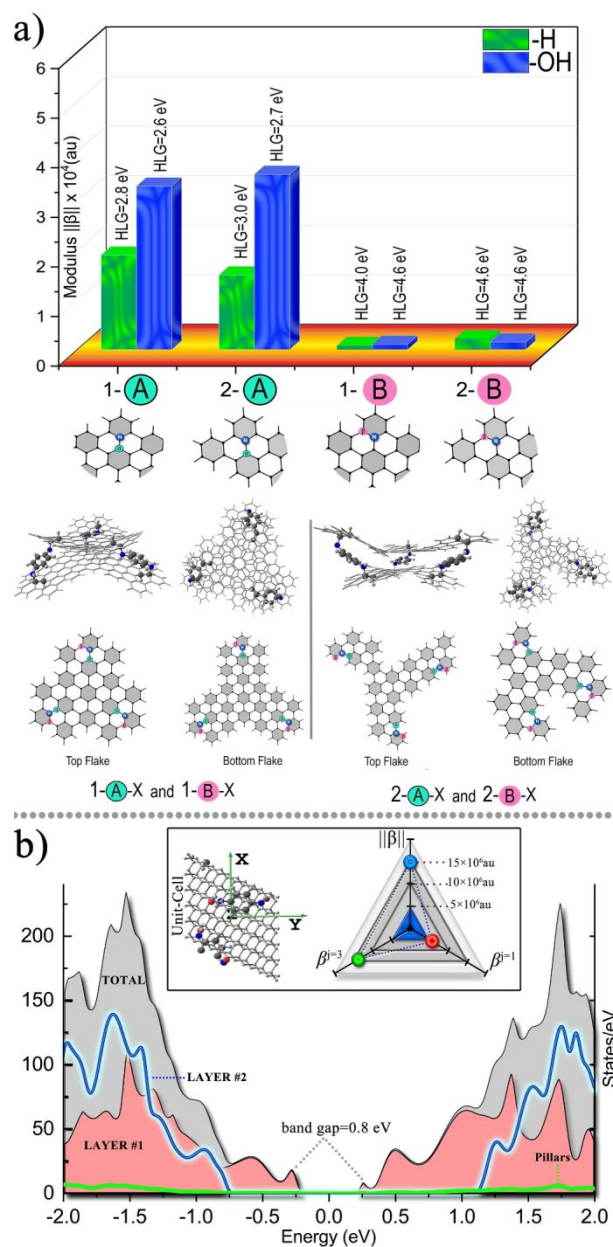 a)
-H
-OH
Modulus ||β|| x 10⁴(au)
6
5
4
3
2
1
0
HLG=2.8 eV
HLG=2.6 eV
HLG=3.0 eV
HLG=2.7 eV
HLG=4.0 eV
HLG=4.6 eV
HLG=4.6 eV
HLG=4.6 eV
1-A
2-A
1-B
2-B
N
N
N
N
Top Flake
Bottom Flake
Top Flake
Bottom Flake
1-A-X and 1-B-X
2-A-X and 2-B-X
b)
Unit-Cell
X
Y
||β||
15×10⁶au
10×10⁶au
5×10⁶au
βʲ⁼³
βʲ⁼¹
200
150
100
50
0
TOTAL
LAYER #2
LAYER #1
band gap=0.8 eV
Pillars
States/eV
-2.0 -1.5 -1.0 -0.5 0.0 0.5 1.0 1.5 2.0
Energy (eV)